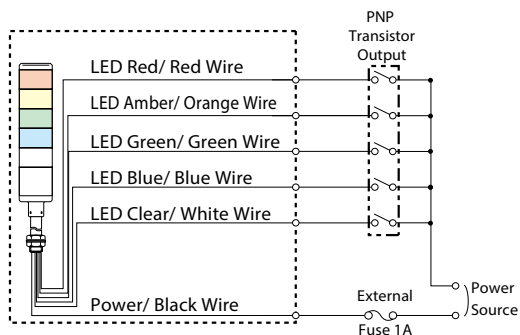 PNP
Transistor
Output
LED Red/ Red Wire
LED Amber/ Orange Wire
LED Green/ Green Wire
LED Blue/ Blue Wire
LED Clear/ White Wire
Power/ Black Wire
External
Fuse 1A
Power
Source